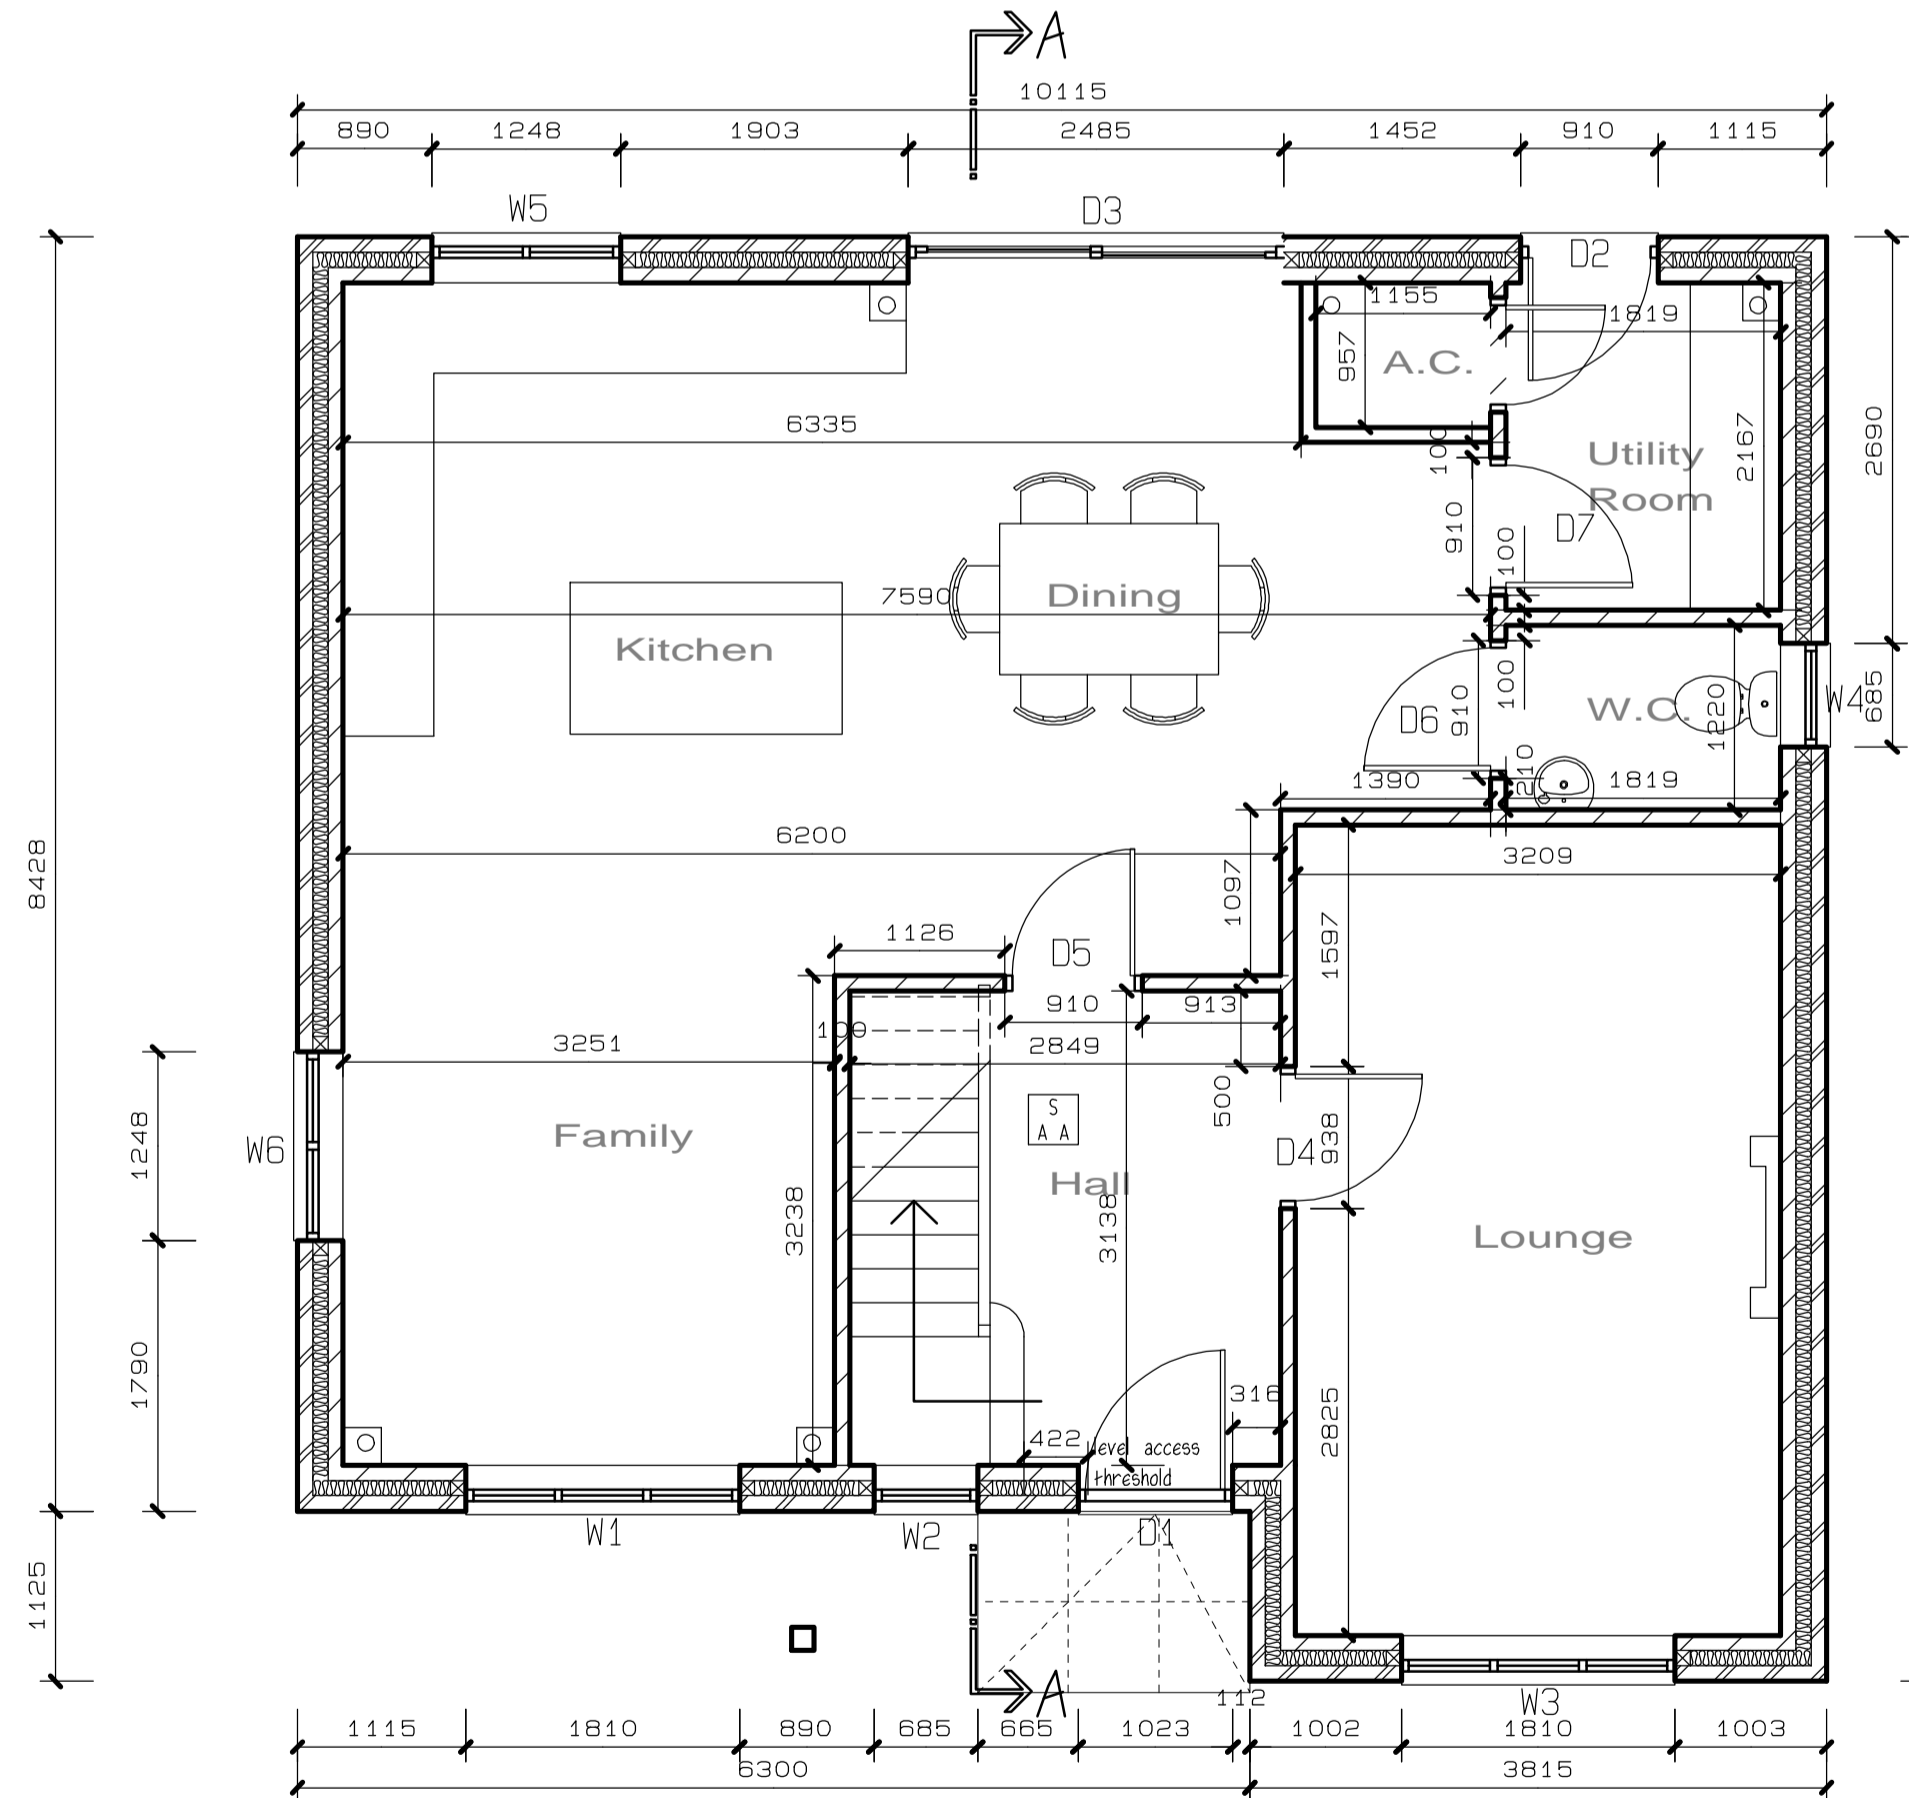 A
10115
890 1248 1903 2485 1452 910 1115
W5 D3 D2
1155
1819
957
A.C.
6335
100
Utility
Room
2167
2690
910
D7
100
7590
Dining
Kitchen
W.C.
W4
685
D6
910
100
1220
1390
210
1819
6200
3209
8428
1097
1126
D5
1597
910 913
100
3251
2849
500
S
A A
W6
1248
Family
D4
938
Hall
3238
3138
Lounge
1790
316
2825
422
level access
threshold
W1 W2 D1
1125
A
112
W3
1115 1810 890 685 665 1023 1002 1810 1003
6300 3815